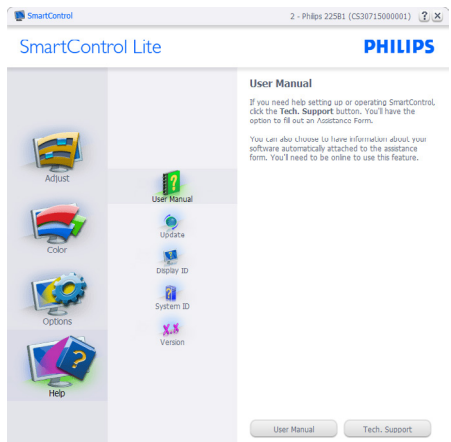 SmartControl
2 - Philips 225B1 (CS30715000001)
? X
SmartControl Lite
PHILIPS
Adjust
Color
Options
?
Help
?
User Manual
Update
Display ID
?
System ID
X.X
Version
User Manual
If you need help setting up or operating SmartControl,
click the Tech. Support button. You'll have the
option to fill out an Assistance Form.
You can also choose to have information about your
software automatically attached to the assistance
form. You'll need to be online to use this feature.
User Manual
Tech. Support